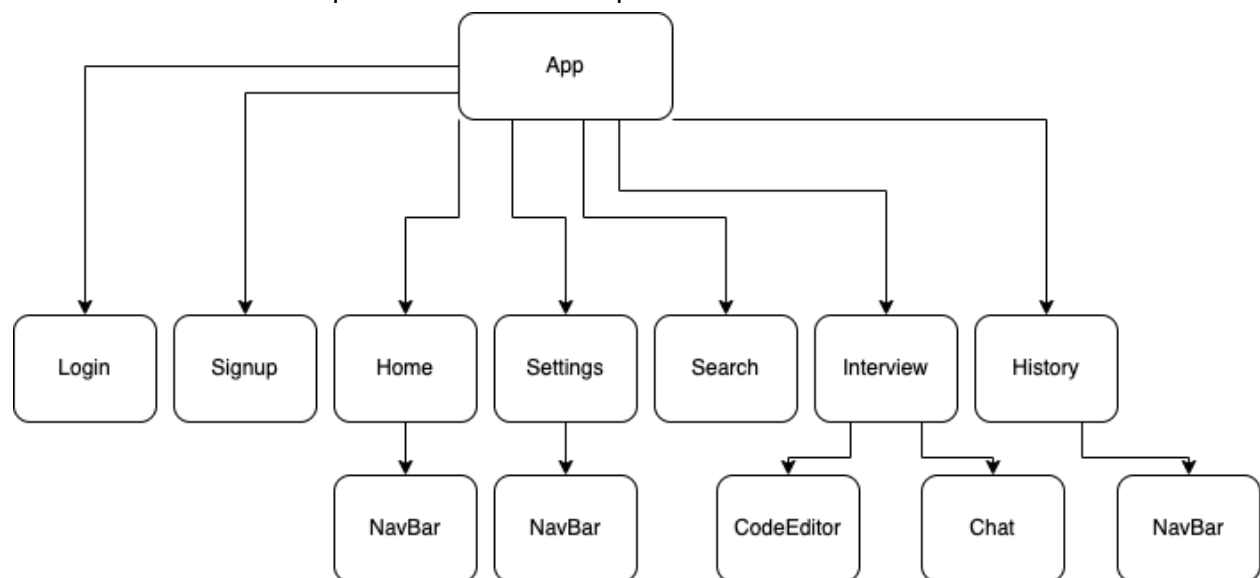 App
Login
Signup
Home
Settings
Search
Interview
History
NavBar
NavBar
CodeEditor
Chat
NavBar